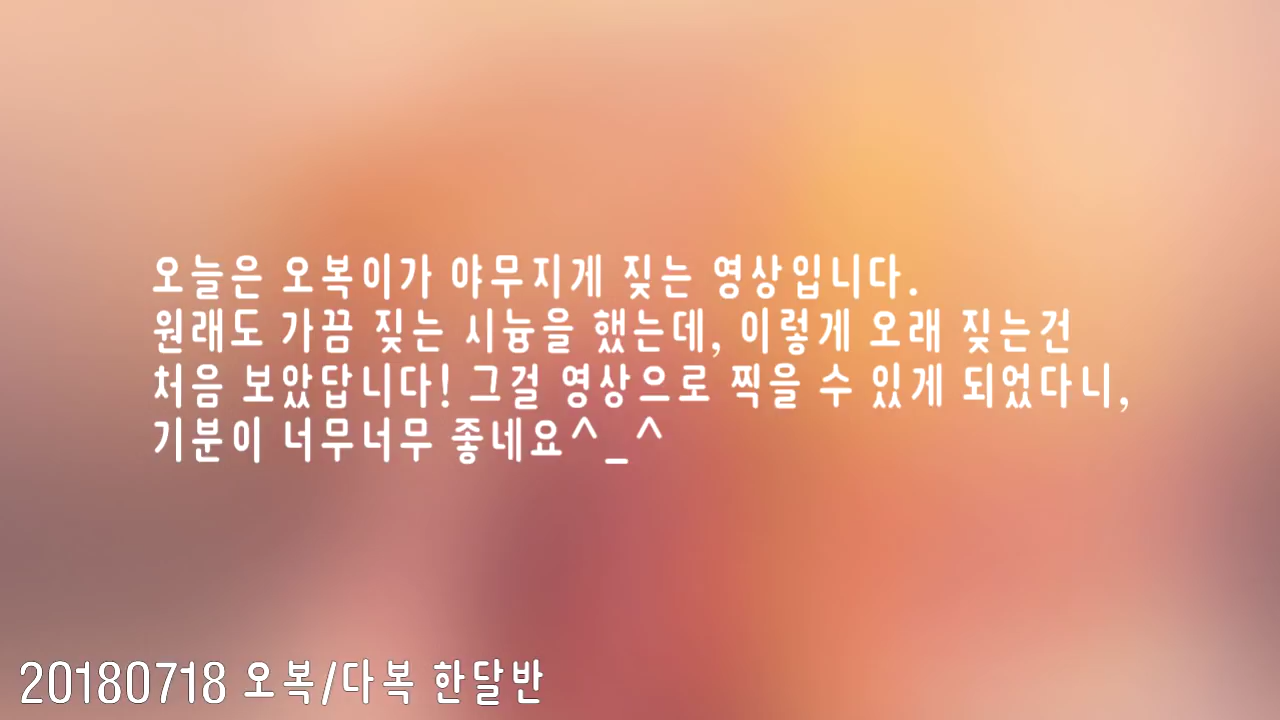 오늘은 오복이가 야무지게 짖는 영상입니다.
원래도 가끔 짖는 시늉을 했는데, 이렇게 오래 짖는건
처음 보았답니다! 그걸 영상으로 찍을 수 있게 되었다니,
기분이 너무너무 좋네요^_^
20180718 오복/다복 한달반